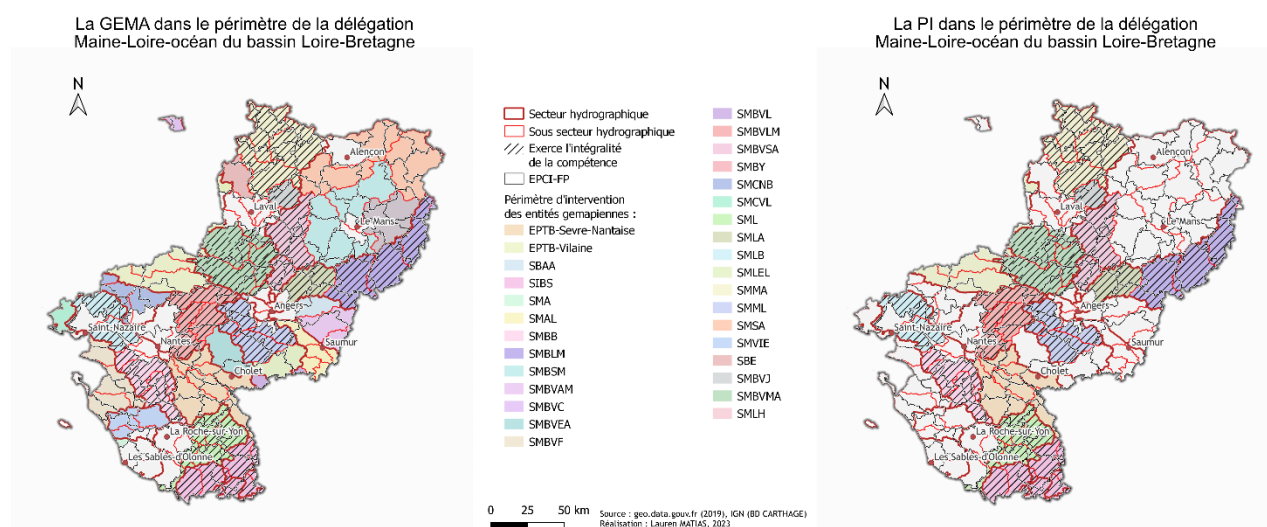 La GEMA dans le périmètre de la délégation
Maine-Loire-océan du bassin Loire-Bretagne
N
Alençon
Laval
Le Mans
Angers
Saint-Nazaire
Nantes
Saumur
Cholet
La Roche-sur-Yon
Les Sables-d'Olonne
Secteur hydrographique
Sous secteur hydrographique
Exerce l'intégralité
de la compétence
EPCI-FP
Périmètre d'intervention
des entités gemapiennes :
EPTB-Sevre-Nantaise
EPTB-Vilaine
SBAA
SIBS
SMA
SMAL
SMBB
SMBLM
SMBSM
SMBVAM
SMBVC
SMBVEA
SMBVF
SMBVL
SMBVLM
SMBVSA
SMBY
SMCNB
SMCVL
SML
SMLA
SMLB
SMLEL
SMMA
SMML
SMSA
SMVIE
SBE
SMBVJ
SMBVMA
SMLH
0 25 50 km
Source : geo.data.gouv.fr (2019), IGN (BD CARTHAGE)
Réalisation : Lauren MATIAS, 2023
La PI dans le périmètre de la délégation
Maine-Loire-océan du bassin Loire-Bretagne
N
Alençon
Laval
Le Mans
Angers
Saint-Nazaire
Nantes
Saumur
Cholet
La Roche-sur-Yon
Les Sables-d'Olonne